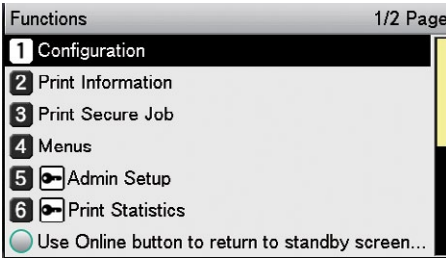 Functions 1/2 Page
1 Configuration
2 Print Information
3 Print Secure Job
4 Menus
5 Admin Setup
6 Print Statistics
Use Online button to return to standby screen...